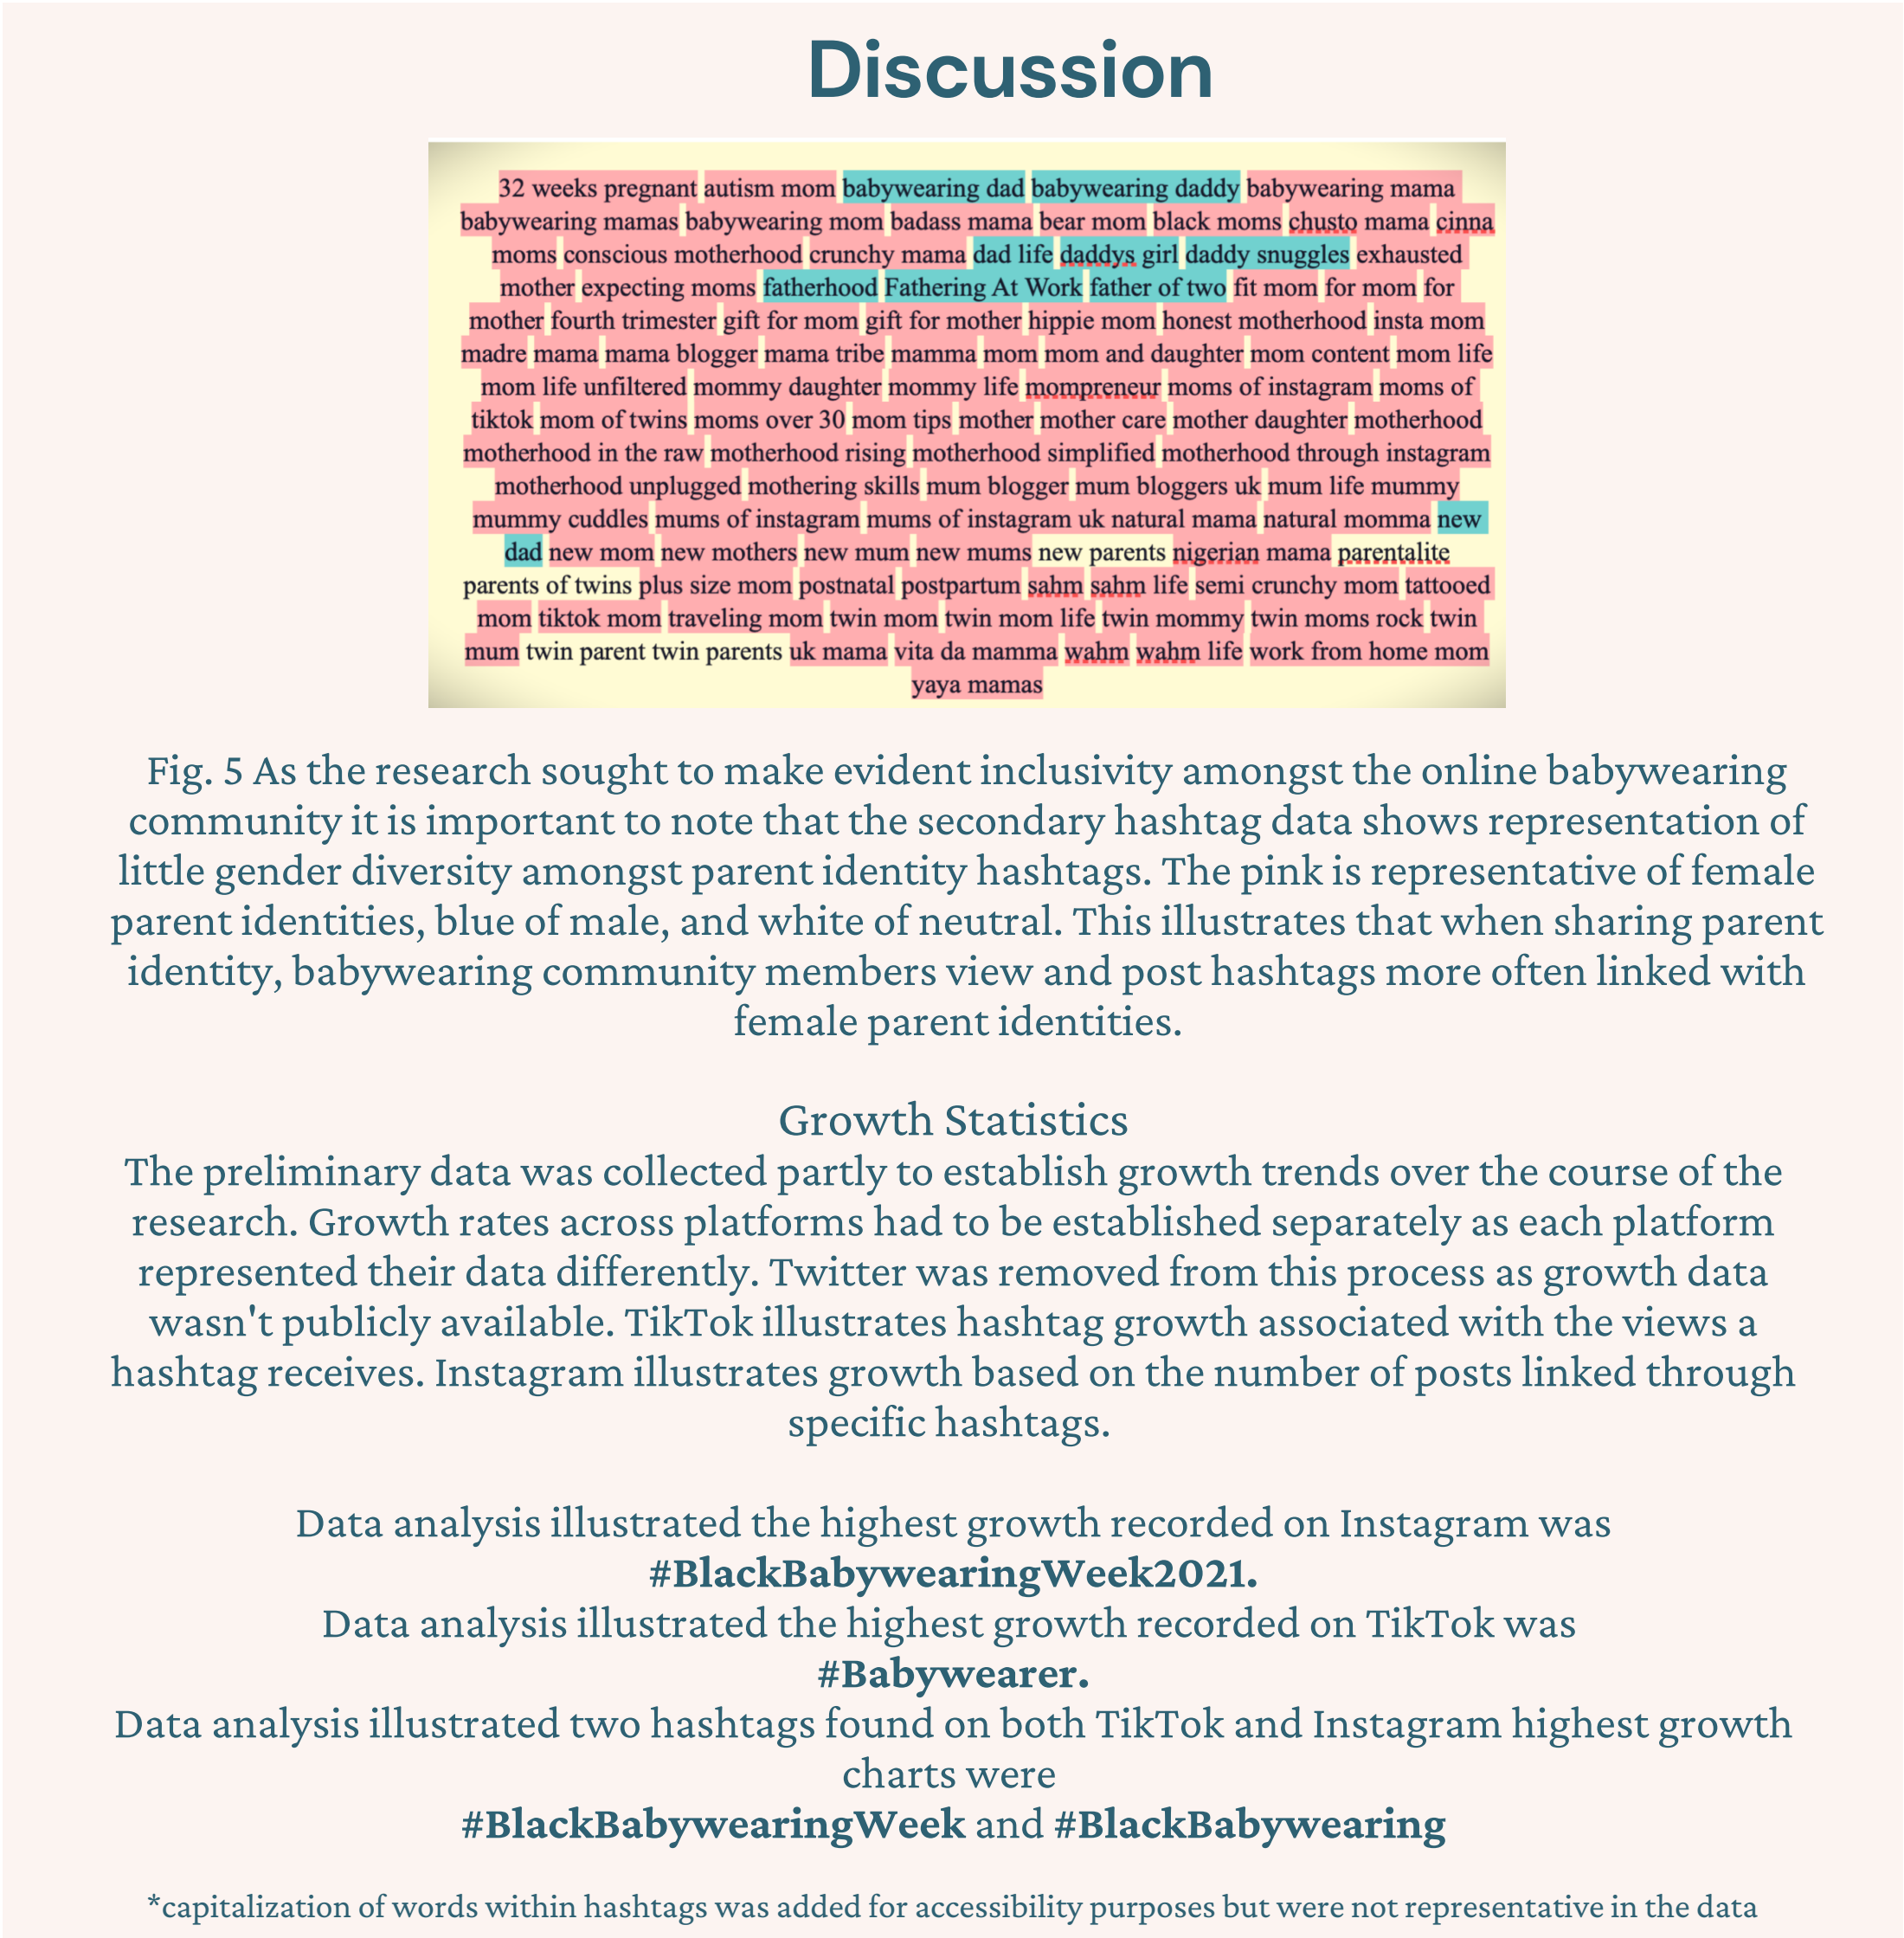 Discussion
32 weeks pregnant autism mom babywearing dad babywearing daddy babywearing mama
babywearing mamas babywearing mom badass mama bear mom black moms chusto mama cinna
moms conscious motherhood crunchy mama dad life daddys girl daddy snuggles exhausted
mother expecting moms fatherhood Fathering At Work father of two fit mom for mom for
mother fourth trimester gift for mom gift for mother hippie mom honest motherhood insta mom
madre mama mama blogger mama tribe mamma mom mom and daughter mom content mom life
mom life unfiltered mommy daughter mommy life mompreneur moms of instagram moms of
tiktok mom of twins moms over 30 mom tips mother mother care mother daughter motherhood
motherhood in the raw motherhood rising motherhood simplified motherhood through instagram
motherhood unplugged mothering skills mum blogger mum bloggers uk mum life mummy
mummy cuddles mums of instagram mums of instagram uk natural mama natural momma new
dad new mom new mothers new mum new mums new parents nigerian mama parentalite
parents of twins plus size mom postnatal postpartum sahm sahm life semi crunchy mom tattooed
mom tiktok mom traveling mom twin mom twin mom life twin mommy twin moms rock twin
mum twin parent twin parents uk mama vita da mamma wahm wahm life work from home mom
yaya mamas
Fig. 5 As the research sought to make evident inclusivity amongst the online babywearing
community it is important to note that the secondary hashtag data shows representation of
little gender diversity amongst parent identity hashtags. The pink is representative of female
parent identities, blue of male, and white of neutral. This illustrates that when sharing parent
identity, babywearing community members view and post hashtags more often linked with
female parent identities.
Growth Statistics
The preliminary data was collected partly to establish growth trends over the course of the
research. Growth rates across platforms had to be established separately as each platform
represented their data differently. Twitter was removed from this process as growth data
wasn't publicly available. TikTok illustrates hashtag growth associated with the views a
hashtag receives. Instagram illustrates growth based on the number of posts linked through
specific hashtags.
Data analysis illustrated the highest growth recorded on Instagram was
#BlackBabywearingWeek2021.
Data analysis illustrated the highest growth recorded on TikTok was
#Babywearer.
Data analysis illustrated two hashtags found on both TikTok and Instagram highest growth
charts were
#BlackBabywearingWeek and #BlackBabywearing
*capitalization of words within hashtags was added for accessibility purposes but were not representative in the data